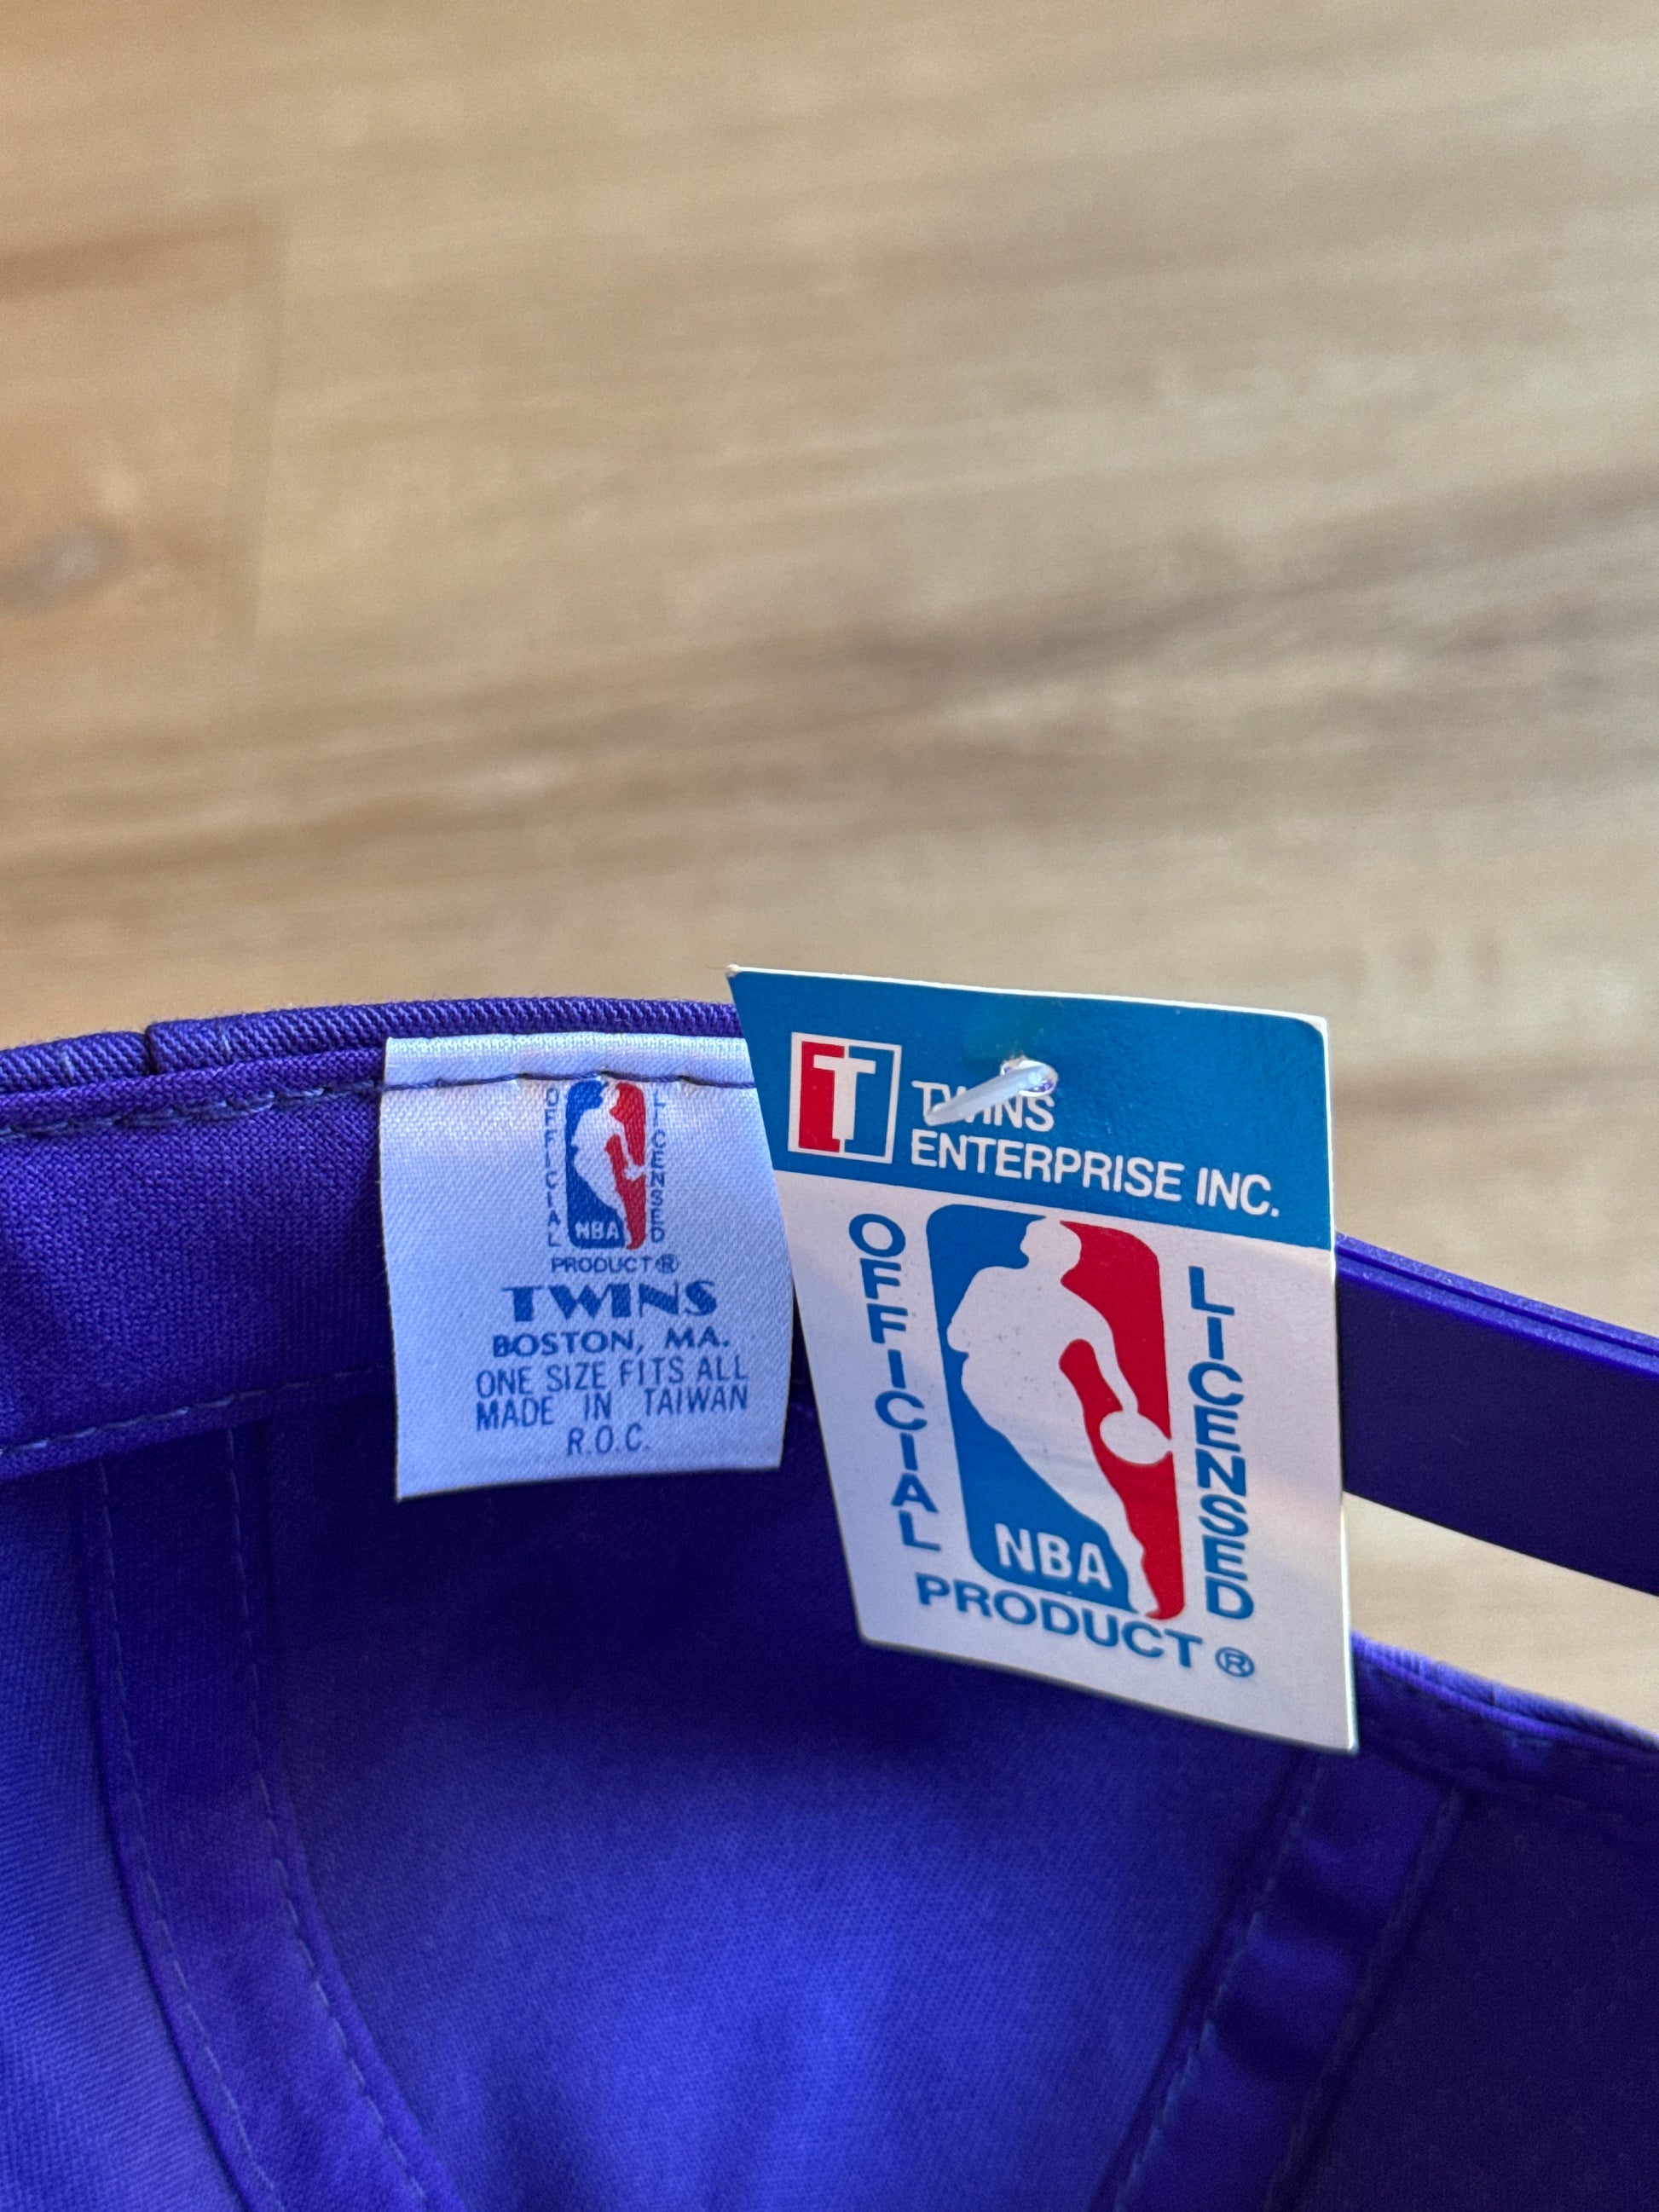 OFFICIAL
LICENSED
NBA
PRODUCT®
TWINS
BOSTON, MA.
ONE SIZE FITS ALL
MADE IN TAIWAN
R.O.C.
T
TWINS
ENTERPRISE INC.
OFFICIAL
LICENSED
NBA
PRODUCT ®